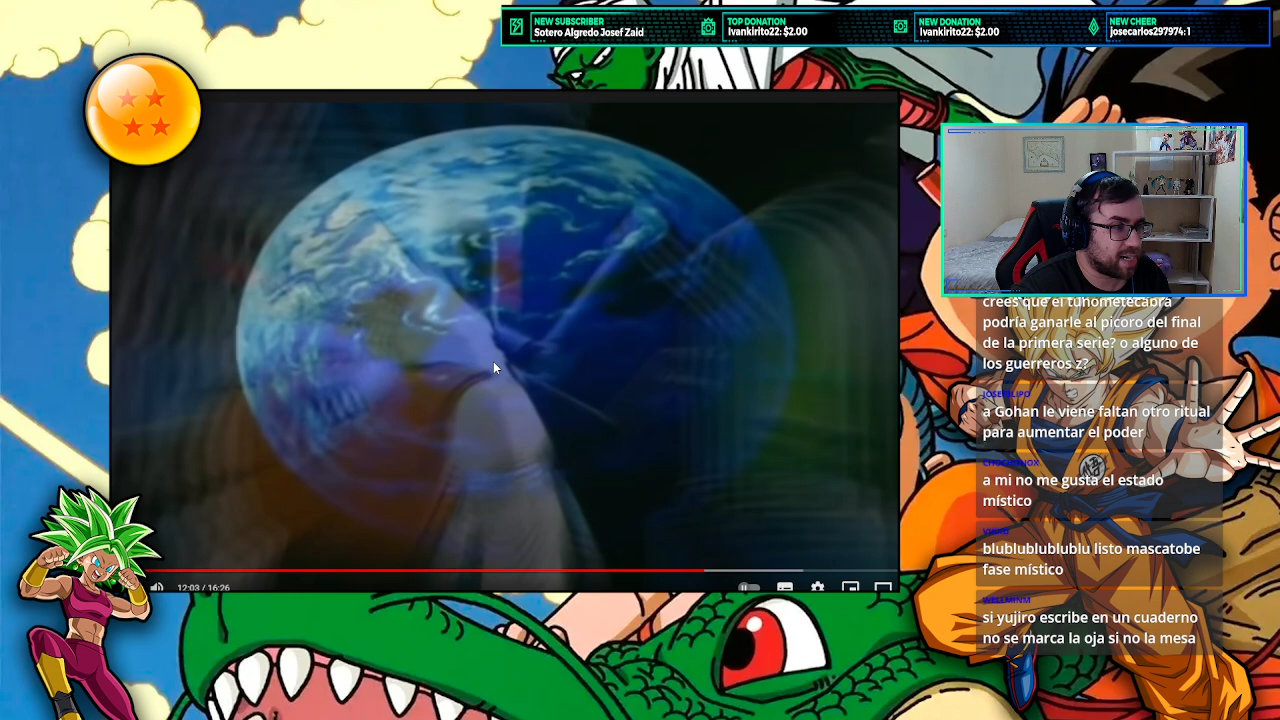 NEW SUBSCRIBER
Sotero Algredo Josef Zaid
TOP DONATION
Ivankirito22: $2.00
NEW DONATION
Ivankirito22: $2.00
NEW CHEER
josecarlos297974: 1
crees que el tuhometecabra
podría ganarle al picoro del final
de la primera serie? o alguno de
los guerreros z?
a Gohan le viene faltan otro ritual
para aumentar el poder
a mi no me gusta el estado
místico
blublublublublu listo mascatobe
fase místico
WELLMINM
si yujiro escribe en un cuaderno
no se marca la oja si no la mesa
12:03 / 16:26